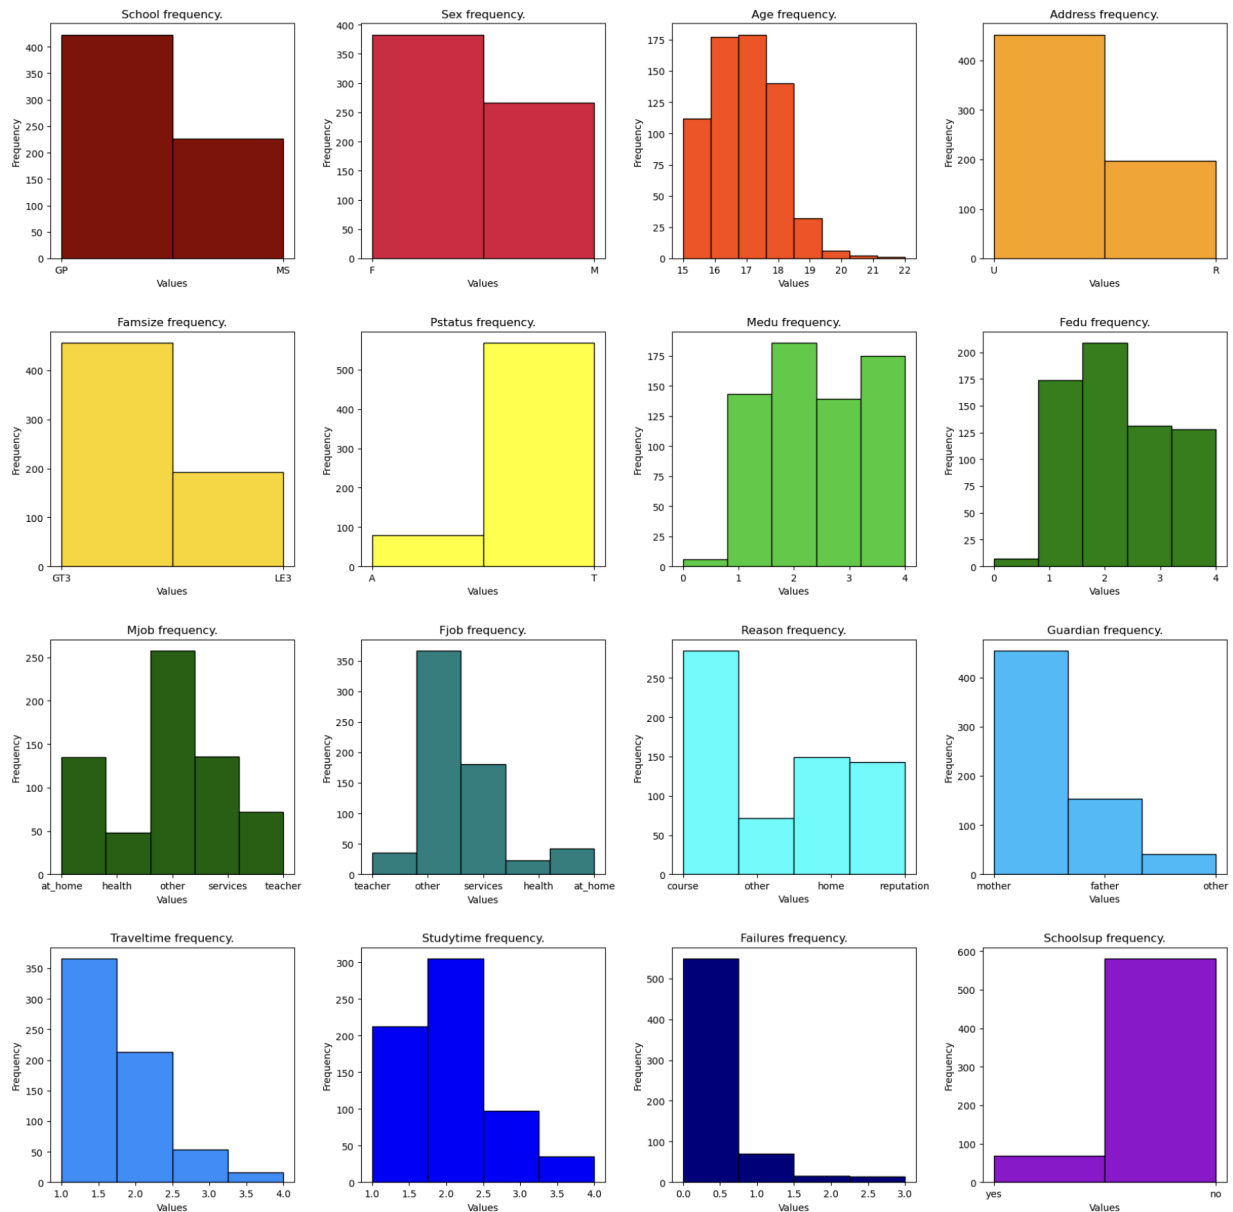 School frequency.
400
350
300
250
200
150
100
50
0
Frequency
GP MS
Values
Sex frequency.
400
350
300
250
200
150
100
50
0
Frequency
F M
Values
Age frequency.
175
150
125
100
75
50
25
0
Frequency
15 16 17 18 19 20 21 22
Values
Address frequency.
400
300
200
100
0
Frequency
U R
Values
Famsize frequency.
400
300
200
100
0
Frequency
GT3 LE3
Values
Pstatus frequency.
500
400
300
200
100
0
Frequency
A T
Values
Medu frequency.
175
150
125
100
75
50
25
0
Frequency
0 1 2 3 4
Values
Fedu frequency.
200
175
150
125
100
75
50
25
0
Frequency
0 1 2 3 4
Values
Mjob frequency.
250
200
150
100
50
0
Frequency
at_home health other services teacher
Values
Fjob frequency.
350
300
250
200
150
100
50
0
Frequency
teacher other services health at_home
Values
Reason frequency.
250
200
150
100
50
0
Frequency
course other home reputation
Values
Guardian frequency.
400
300
200
100
0
Frequency
mother father other
Values
Traveltime frequency.
350
300
250
200
150
100
50
0
Frequency
1.0 1.5 2.0 2.5 3.0 3.5 4.0
Values
Studytime frequency.
300
250
200
150
100
50
0
Frequency
1.0 1.5 2.0 2.5 3.0 3.5 4.0
Values
Failures frequency.
500
400
300
200
100
0
Frequency
0.0 0.5 1.0 1.5 2.0 2.5 3.0
Values
Schoolsup frequency.
600
500
400
300
200
100
0
Frequency
yes no
Values